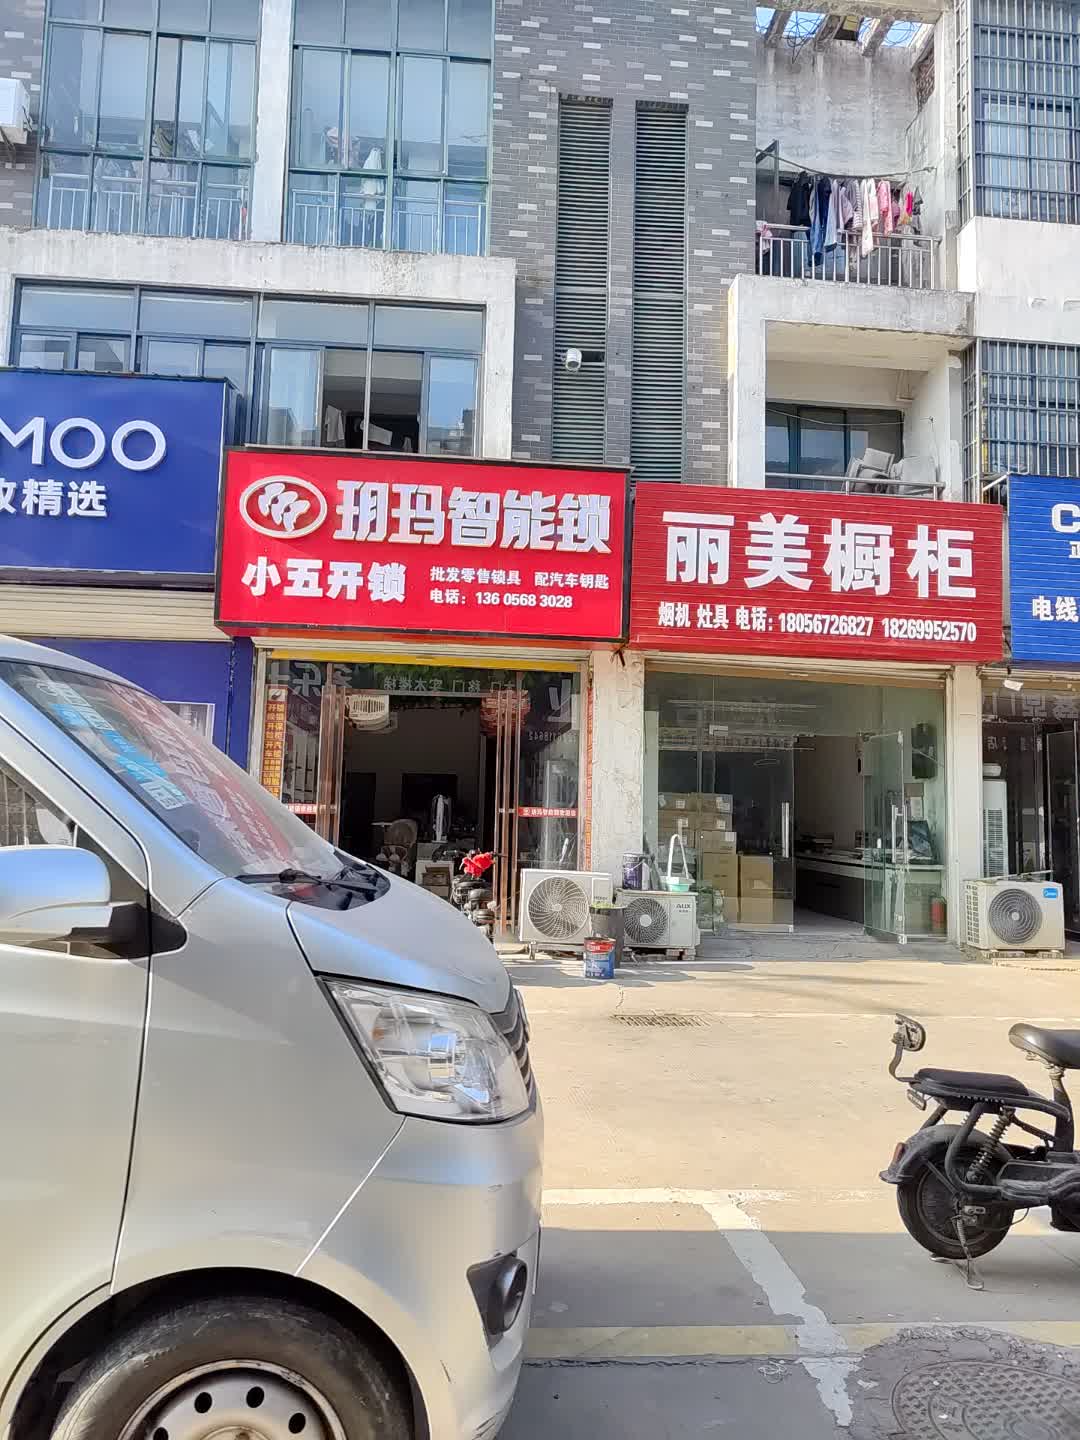 MOO
精选
玥玛智能锁
小五开锁
批发零售锁具 配汽车钥匙
电话：136 0568 3028
丽美橱柜
烟机 灶具 电话：18056726827 18269952570
C
正
电线
AUX